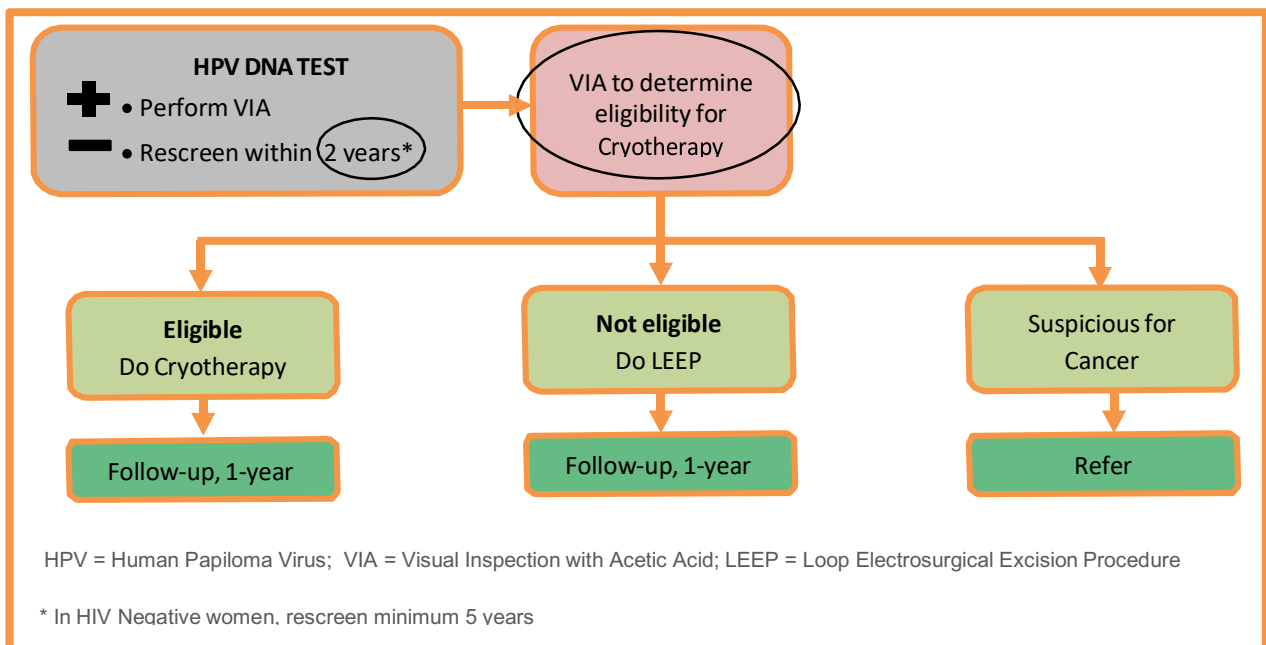 HPV DNA TEST
• Perform VIA
• Rescreen within 2 years*
VIA to determine
eligibility for
Cryotherapy
Eligible
Do Cryotherapy
Not eligible
Do LEEP
Suspicious for
Cancer
Follow-up, 1-year
Follow-up, 1-year
Refer
HPV = Human Papiloma Virus; VIA = Visual Inspection with Acetic Acid; LEEP = Loop Electrosurgical Excision Procedure
* In HIV Negative women, rescreen minimum 5 years